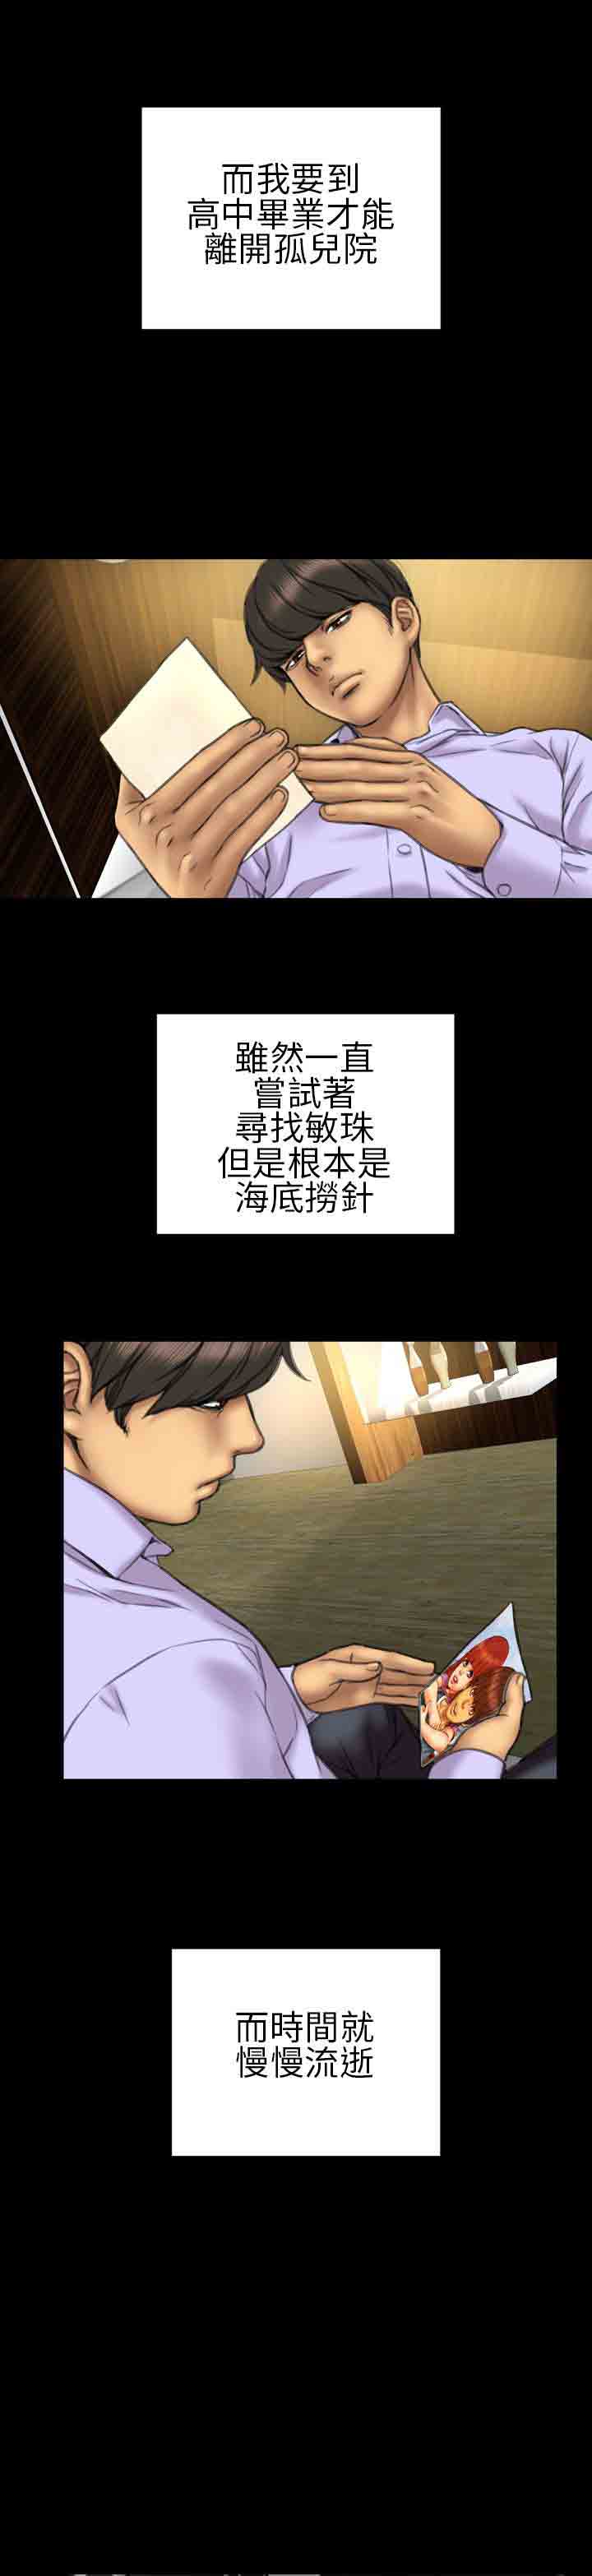 而我要到
高中畢業才能
離開孤兒院
雖然一直
嘗試著
尋找敏珠
但是根本是
海底撈針
而時間就
慢慢流逝